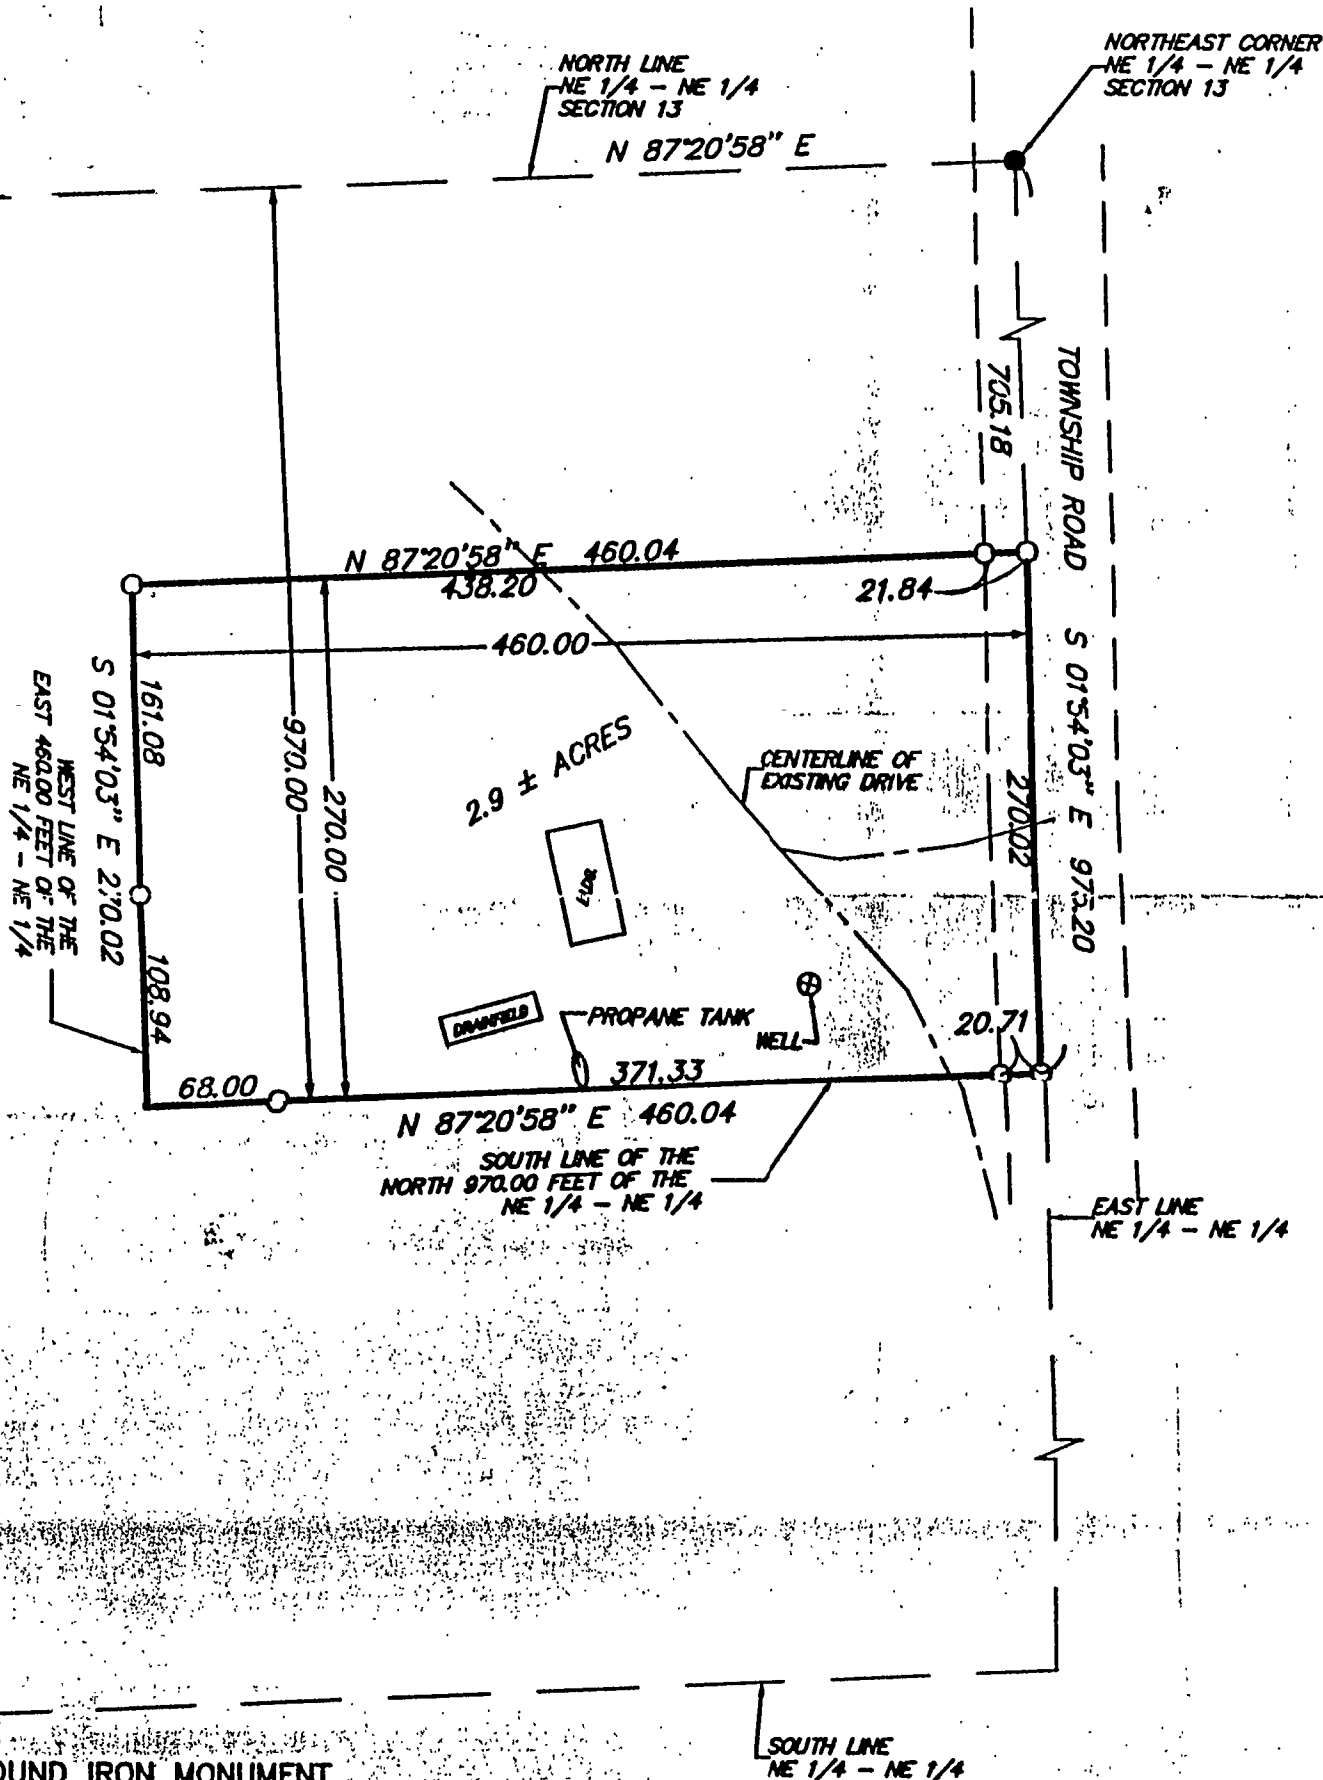 NORTH LINE
NE 1/4 - NE 1/4
SECTION 13
NORTHEAST CORNER
NE 1/4 - NE 1/4
SECTION 13
N 87°20'58" E
705.18
TOWNSHIP ROAD
N 87°20'58" E 460.04
438.20
21.84
460.00
S 01°54'03" E 975.20
161.08
S 01°54'03" E 270.02
WEST LINE OF THE
EAST 460.00 FEET OF THE
NE 1/4 - NE 1/4
970.00
270.00
2.9 ± ACRES
CENTERLINE OF
EXISTING DRIVE
270.02
108.94
DRAINFIELD
PROPANE TANK
WELL
20.71
68.00
371.33
N 87°20'58" E 460.04
SOUTH LINE OF THE
NORTH 970.00 FEET OF THE
NE 1/4 - NE 1/4
EAST LINE
NE 1/4 - NE 1/4
SOUTH LINE
NE 1/4 - NE 1/4
OUND IRON MONUMENT